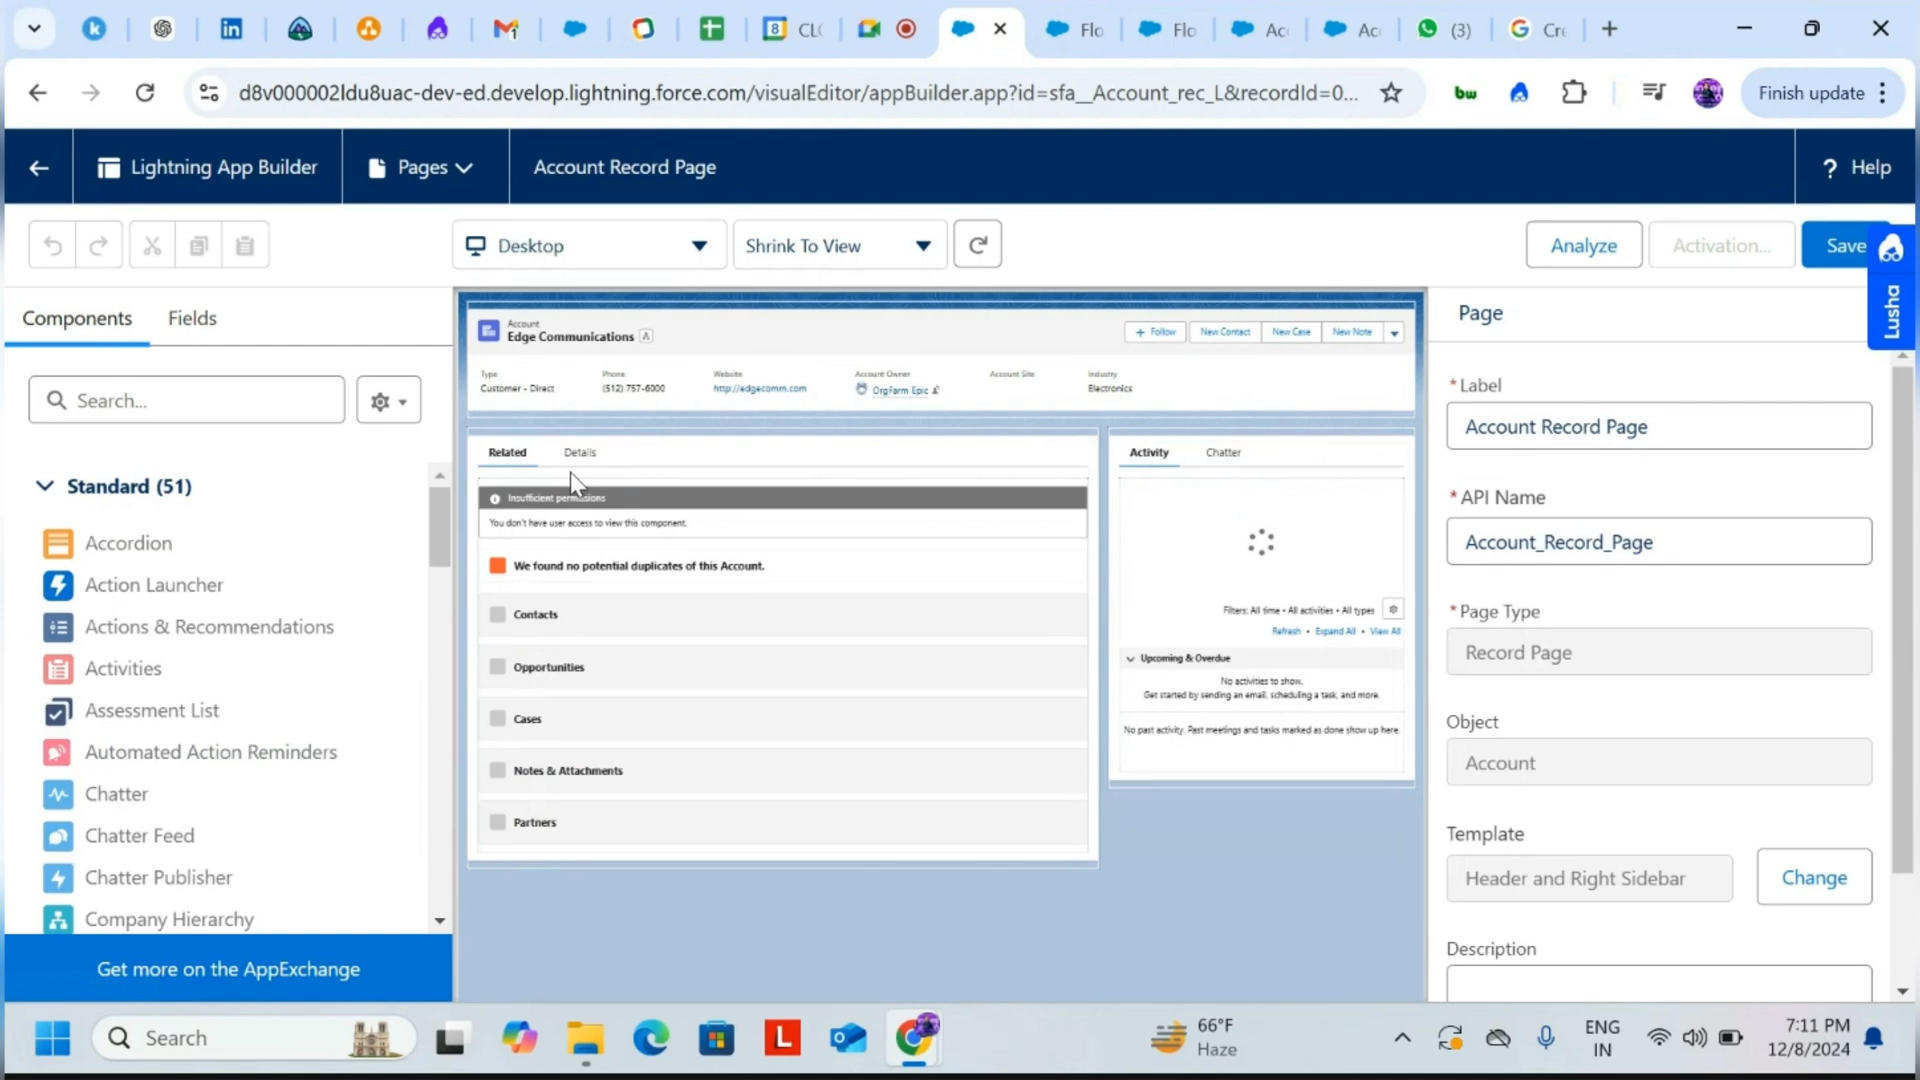 CL
Flo
Flo
Ac
Ac
(3)
Cre
d8v000002ldu8uac-dev-ed.develop.lightning.force.com/visualEditor/appBuilder.app?id=sfa__Account_rec_L&recordId=0...
bw
Finish update
Lightning App Builder
Pages
Account Record Page
? Help
Desktop
Shrink To View
Analyze
Activation...
Save
Lusha
Components
Fields
Search...
Standard (51)
Accordion
Action Launcher
Actions & Recommendations
Activities
Assessment List
Automated Action Reminders
Chatter
Chatter Feed
Chatter Publisher
Company Hierarchy
Get more on the AppExchange
Account
Edge Communications
+ Follow
New Contact
New Case
New Note
Type
Customer - Direct
Phone
(512) 757-6000
Website
http://edgecomm.com
Account Owner
OrgFarm Epic
Account Site
Industry
Electronics
Related
Details
Insufficient permissions
You don't have user access to view this component.
We found no potential duplicates of this Account.
Contacts
Opportunities
Cases
Notes & Attachments
Partners
Activity
Chatter
Filters: All time • All activities • All types
Refresh • Expand All • View All
Upcoming & Overdue
No activities to show.
Get started by sending an email, scheduling a task, and more.
No past activity. Past meetings and tasks marked as done show up here.
Page
*Label
Account Record Page
*API Name
Account_Record_Page
*Page Type
Record Page
Object
Account
Template
Header and Right Sidebar
Change
Description
Search
66°F
Haze
ENG
IN
7:11 PM
12/8/2024